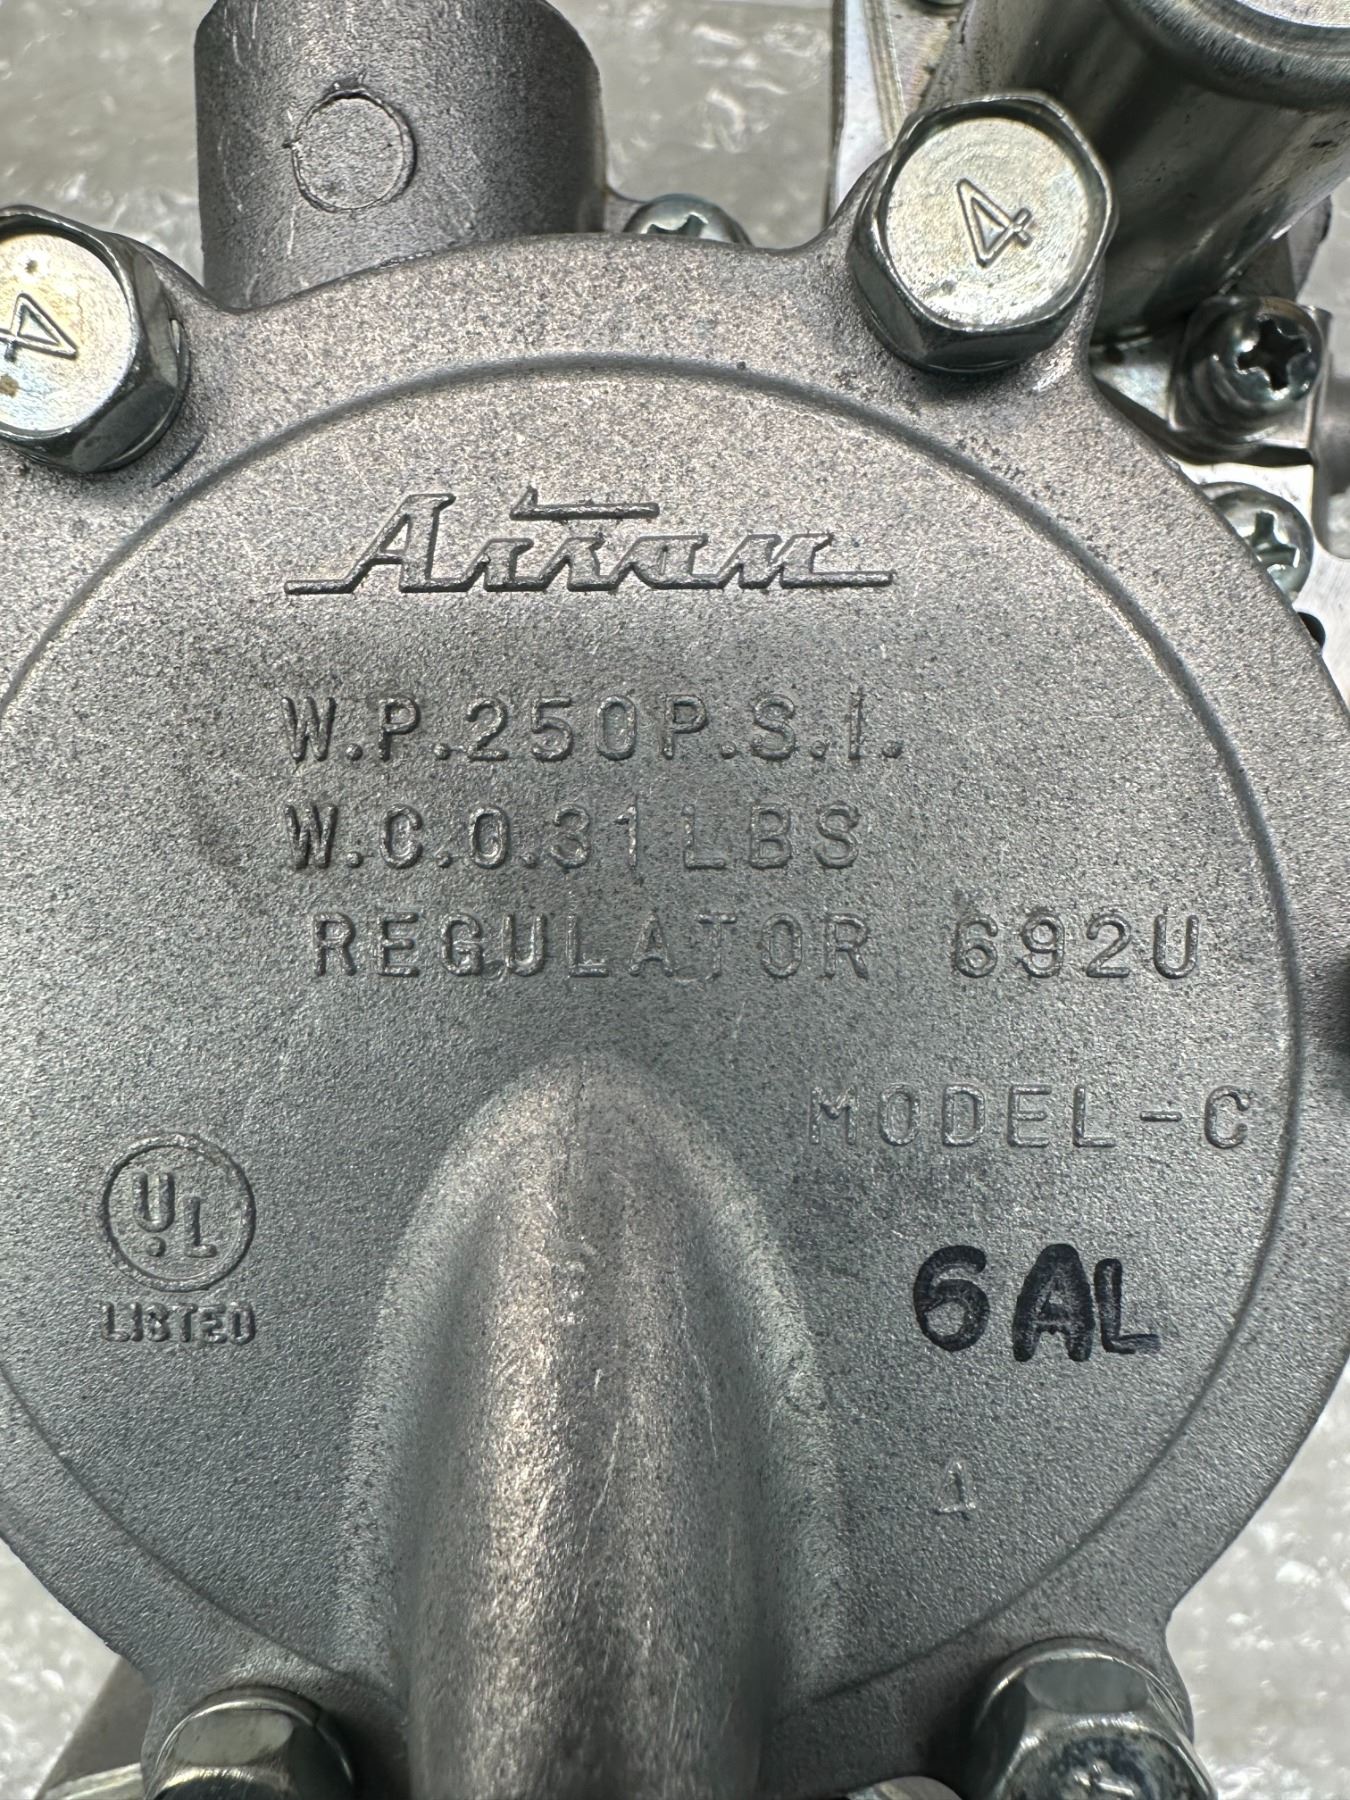 4
4
Aisan
W.P.250P.S.I.
W.C.0.31LBS
REGULATOR 692U
MODEL-C
UL
LISTED
6AL